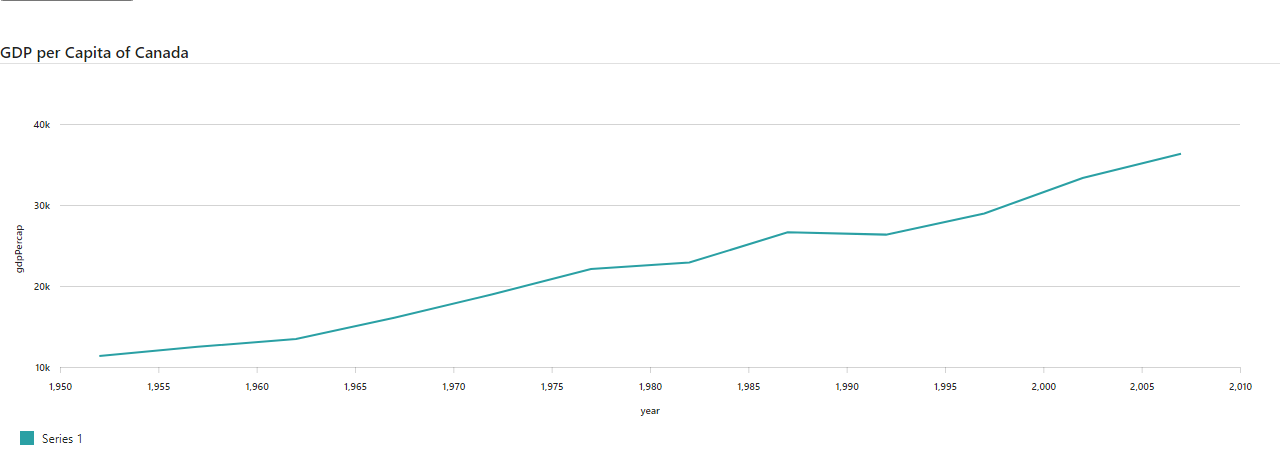 GDP per Capita of Canada
40k
30k
gdpPercap
20k
10k
1,950 1,955 1,960 1,965 1,970 1,975 1,980 1,985 1,990 1,995 2,000 2,005 2,010
year
Series 1